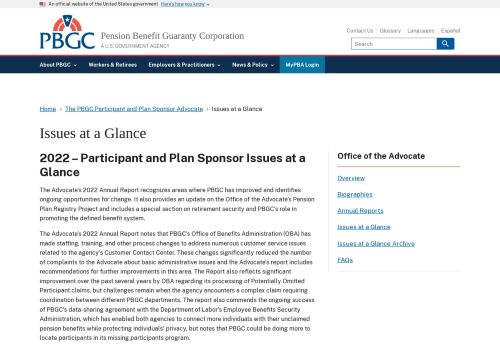 An official website of the United States government Here's how you know
PBGC
Pension Benefit Guaranty Corporation
A U.S. GOVERNMENT AGENCY
Contact Us Glossary Languages Español
Search
About PBGC Workers & Retirees Employers & Practitioners News & Policy MyPBA Login
Home › The PBGC Participant and Plan Sponsor Advocate › Issues at a Glance
Issues at a Glance
2022 – Participant and Plan Sponsor Issues at a
Glance
The Advocate's 2022 Annual Report recognizes areas where PBGC has improved and identifies
ongoing opportunities for change. It also provides an update on the Office of the Advocate's Pension
Plan Registry Project and includes a special section on retirement security and PBGC's role in
promoting the defined benefit system.
The Advocate's 2022 Annual Report notes that PBGC's Office of Benefits Administration (OBA) has
made staffing, training, and other process changes to address numerous customer service issues
related to the agency's Customer Contact Center. These changes significantly reduced the number
of complaints to the Advocate about basic administrative issues and the Advocate's report includes
recommendations for further improvements in this area. The Report also reflects significant
improvement over the past several years by OBA regarding its processing of Potentially Omitted
Participant claims, but challenges remain when the agency encounters a complex claim requiring
coordination between different PBGC departments. The report also commends the ongoing success
of PBGC's data-sharing agreement with the Department of Labor's Employee Benefits Security
Administration, which has enabled both agencies to connect more individuals with their unclaimed
pension benefits while protecting individuals' privacy, but notes that PBGC could be doing more to
locate participants in its missing participants program.
Office of the Advocate
Overview
Biographies
Annual Reports
Issues at a Glance
Issues at a Glance Archive
FAQs